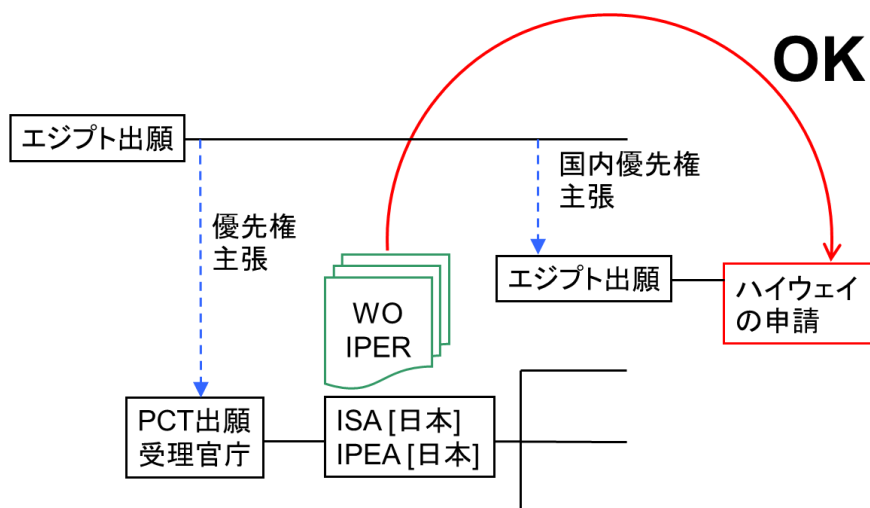 OK
エジプト出願
国内優先権
主張
優先権
主張
エジプト出願
ハイウェイ
の申請
WO
IPER
PCT出願
受理官庁
ISA [日本]
IPEA [日本]